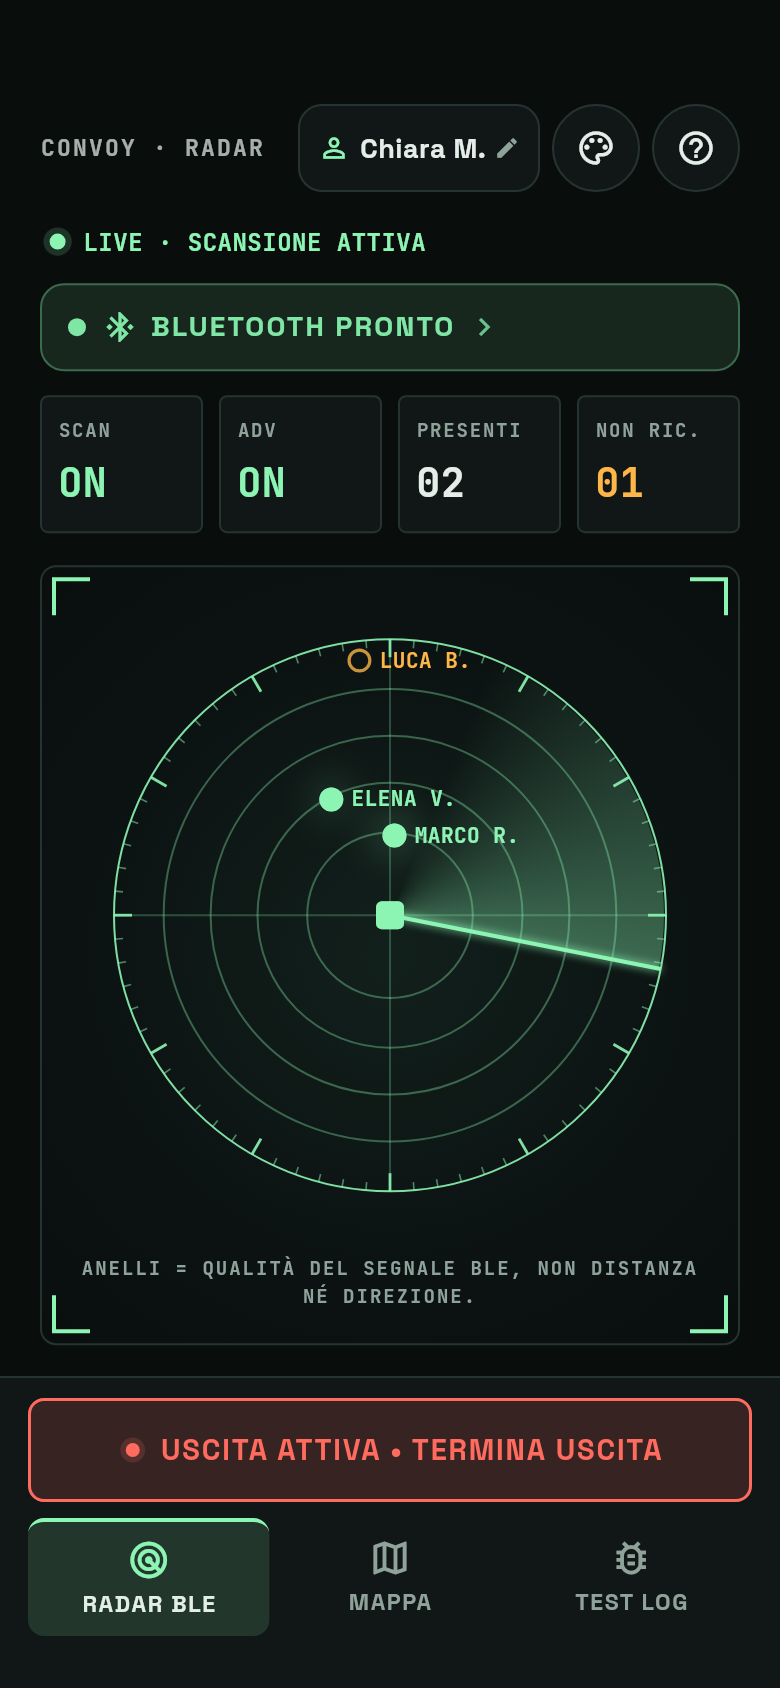 CONVOY · RADAR
Chiara M.
LIVE · SCANSIONE ATTIVA
BLUETOOTH PRONTO
SCAN
ON
ADV
ON
PRESENTI
02
NON RIC.
01
LUCA B.
ELENA V.
MARCO R.
ANELLI = QUALITÀ DEL SEGNALE BLE, NON DISTANZA
NÉ DIREZIONE.
USCITA ATTIVA • TERMINA USCITA
RADAR BLE
MAPPA
TEST LOG